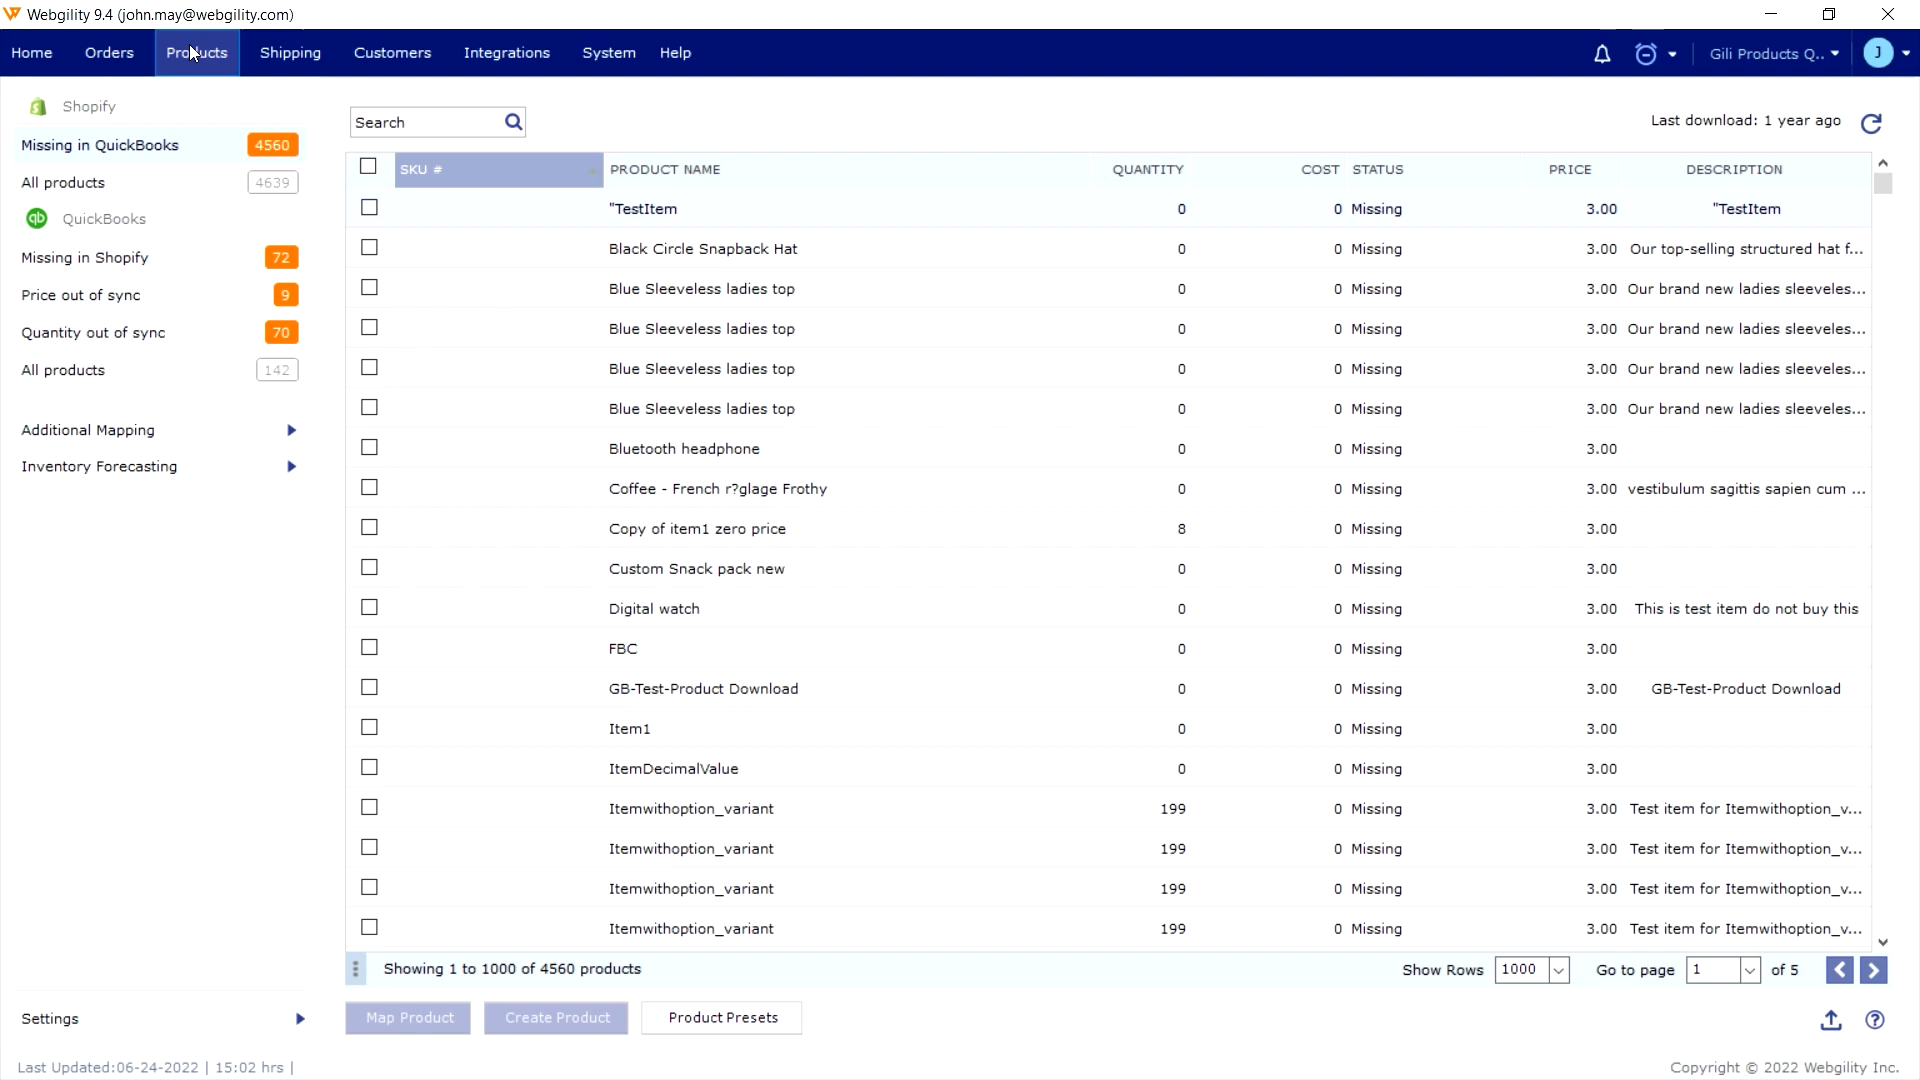 Webgility 9.4 (john.may@webgility.com)
Home Orders Products Shipping Customers Integrations System Help Gili Products Q.. J
Shopify
Missing in QuickBooks 4560
All products 4639
QuickBooks
Missing in Shopify 72
Price out of sync 9
Quantity out of sync 70
All products 142
Additional Mapping
Inventory Forecasting
Settings
Last Updated:06-24-2022 | 15:02 hrs |
Search
Last download: 1 year ago
SKU # PRODUCT NAME QUANTITY COST STATUS PRICE DESCRIPTION
"TestItem 0 0 Missing 3.00 "TestItem
Black Circle Snapback Hat 0 0 Missing 3.00 Our top-selling structured hat f...
Blue Sleeveless ladies top 0 0 Missing 3.00 Our brand new ladies sleeveles...
Blue Sleeveless ladies top 0 0 Missing 3.00 Our brand new ladies sleeveles...
Blue Sleeveless ladies top 0 0 Missing 3.00 Our brand new ladies sleeveles...
Blue Sleeveless ladies top 0 0 Missing 3.00 Our brand new ladies sleeveles...
Bluetooth headphone 0 0 Missing 3.00
Coffee - French r?glage Frothy 0 0 Missing 3.00 vestibulum sagittis sapien cum ...
Copy of item1 zero price 8 0 Missing 3.00
Custom Snack pack new 0 0 Missing 3.00
Digital watch 0 0 Missing 3.00 This is test item do not buy this
FBC 0 0 Missing 3.00
GB-Test-Product Download 0 0 Missing 3.00 GB-Test-Product Download
Item1 0 0 Missing 3.00
ItemDecimalValue 0 0 Missing 3.00
Itemwithoption_variant 199 0 Missing 3.00 Test item for Itemwithoption_v...
Itemwithoption_variant 199 0 Missing 3.00 Test item for Itemwithoption_v...
Itemwithoption_variant 199 0 Missing 3.00 Test item for Itemwithoption_v...
Itemwithoption_variant 199 0 Missing 3.00 Test item for Itemwithoption_v...
Showing 1 to 1000 of 4560 products Show Rows 1000 Go to page 1 of 5
Map Product Create Product Product Presets
Copyright © 2022 Webgility Inc.